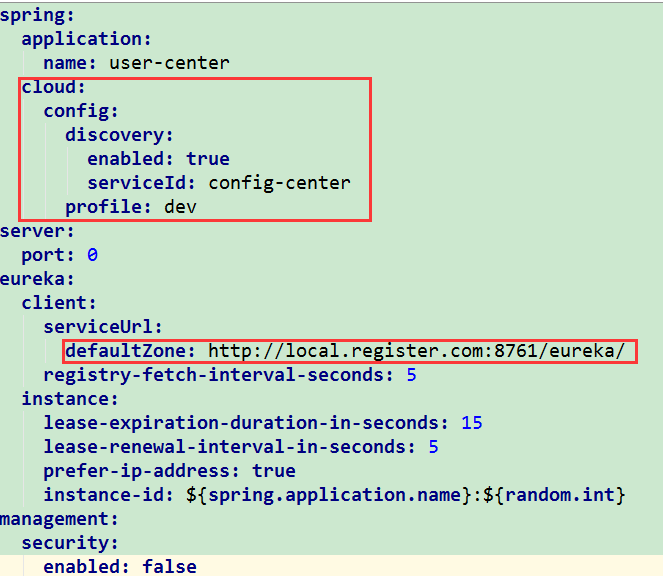 spring:
  application:
    name: user-center
  cloud:
    config:
      discovery:
        enabled: true
        serviceId: config-center
      profile: dev
server:
  port: 0
eureka:
  client:
    serviceUrl:
      defaultZone: http://local.register.com:8761/eureka/
    registry-fetch-interval-seconds: 5
  instance:
    lease-expiration-duration-in-seconds: 15
    lease-renewal-interval-in-seconds: 5
    prefer-ip-address: true
    instance-id: ${spring.application.name}:${random.int}
management:
  security:
    enabled: false